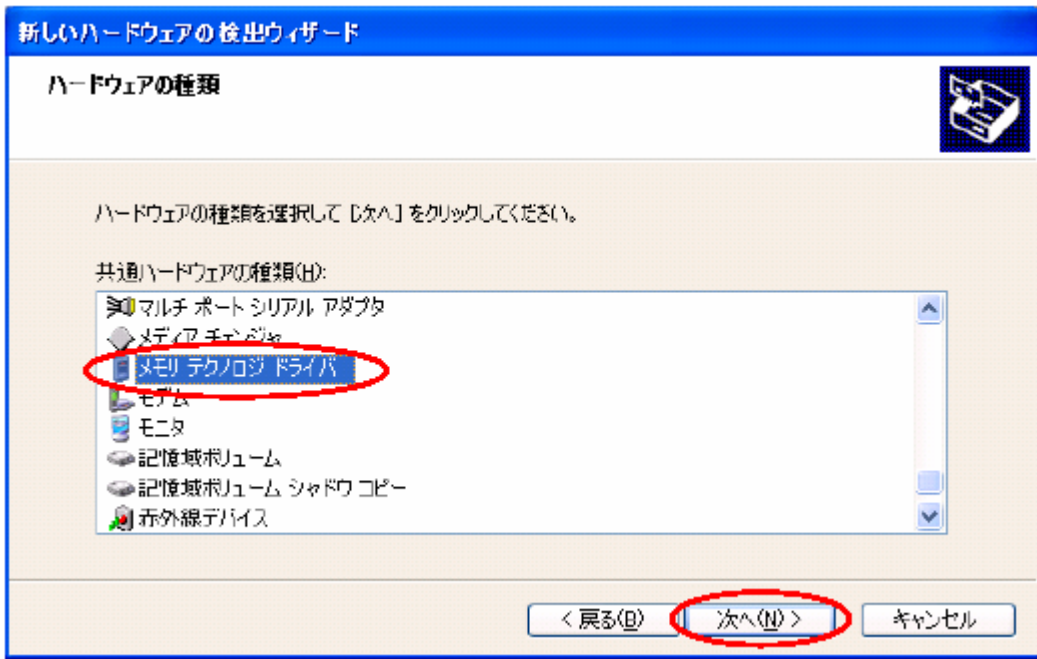 新しいハードウェアの検出ウィザード
ハードウェアの種類
ハードウェアの種類を選択して [次へ] をクリックしてください。
共通ハードウェアの種類(H):
マルチ ポート シリアル アダプタ
メディア チェンジャ
メモリ テクノロジ ドライバ
モデム
モニタ
記憶域ボリューム
記憶域ボリューム シャドウ コピー
赤外線デバイス
< 戻る(B) 次へ(N) > キャンセル